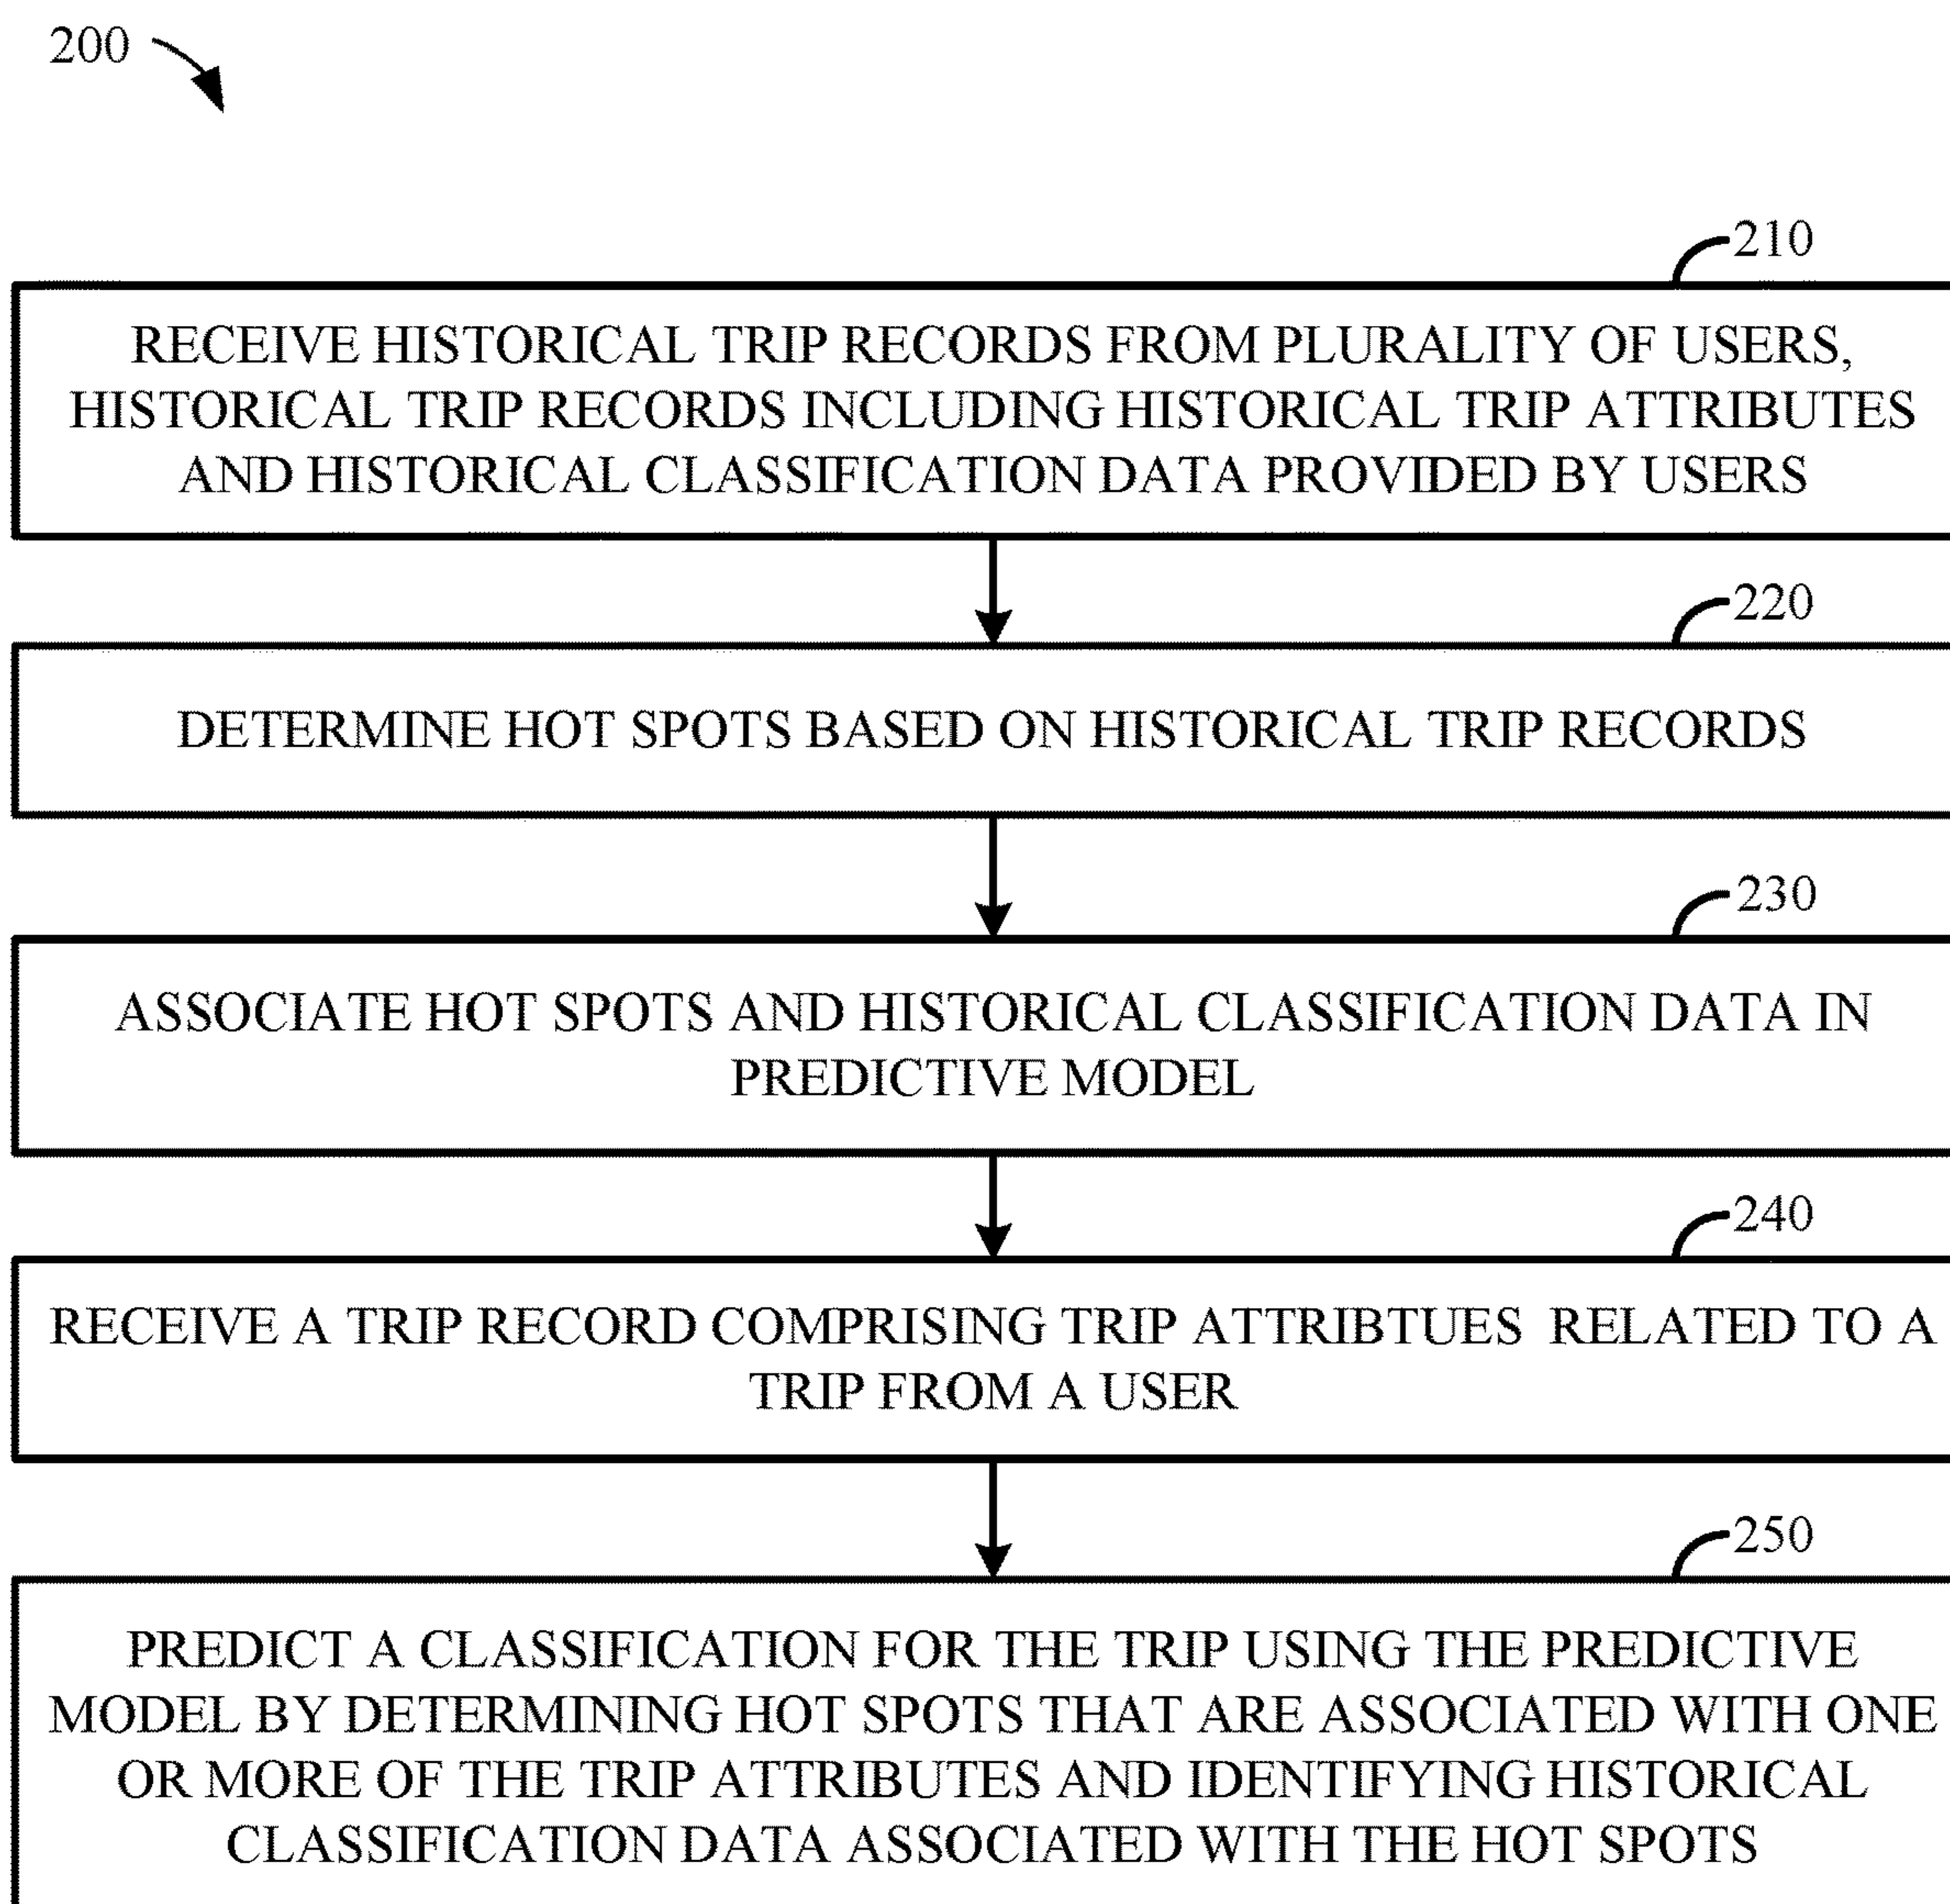 200
210
RECEIVE HISTORICAL TRIP RECORDS FROM PLURALITY OF USERS,
HISTORICAL TRIP RECORDS INCLUDING HISTORICAL TRIP ATTRIBUTES
AND HISTORICAL CLASSIFICATION DATA PROVIDED BY USERS
220
DETERMINE HOT SPOTS BASED ON HISTORICAL TRIP RECORDS
230
ASSOCIATE HOT SPOTS AND HISTORICAL CLASSIFICATION DATA IN
PREDICTIVE MODEL
240
RECEIVE A TRIP RECORD COMPRISING TRIP ATTRIBTUES RELATED TO A
TRIP FROM A USER
250
PREDICT A CLASSIFICATION FOR THE TRIP USING THE PREDICTIVE
MODEL BY DETERMINING HOT SPOTS THAT ARE ASSOCIATED WITH ONE
OR MORE OF THE TRIP ATTRIBUTES AND IDENTIFYING HISTORICAL
CLASSIFICATION DATA ASSOCIATED WITH THE HOT SPOTS